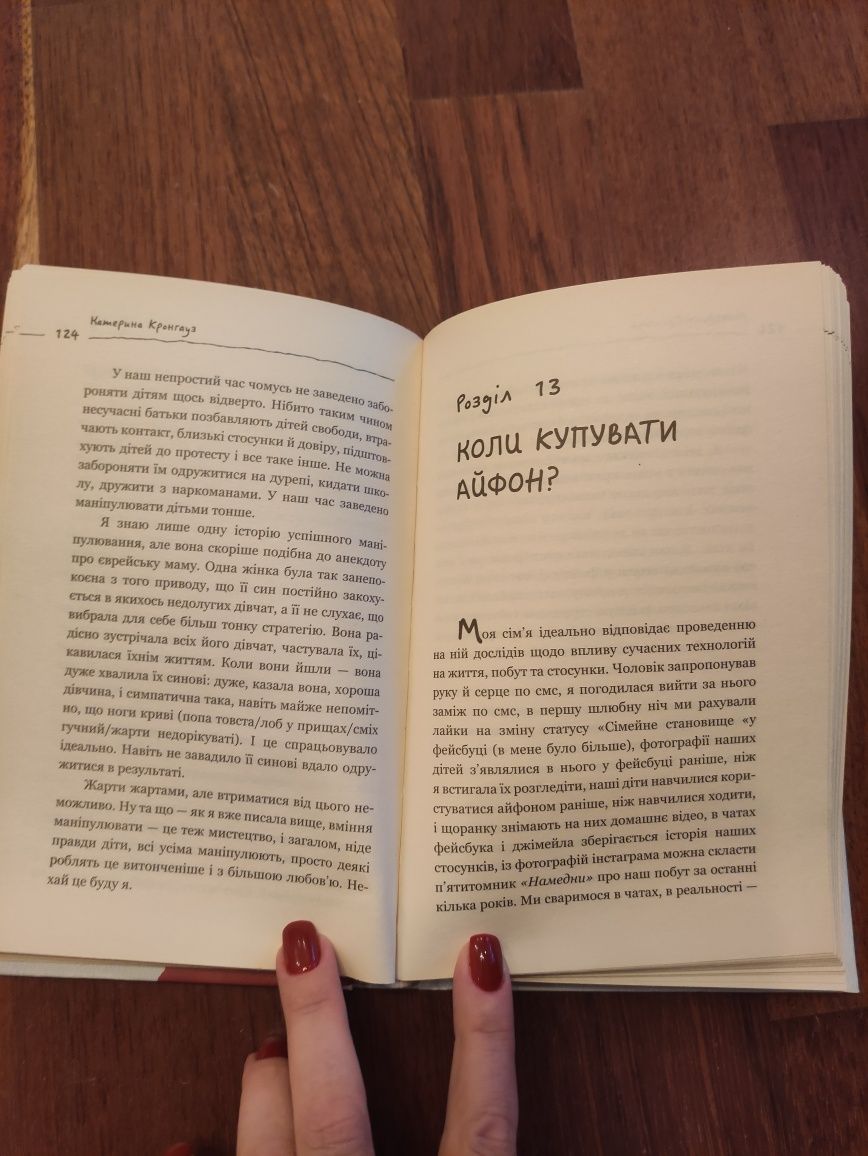 124
Катерина Кронгауз
У наш непростий час чомусь не заведено забо-
роняти дітям щось відверто. Нібито таким чином
несучасні батьки позбавляють дітей свободи, втра-
чають контакт, близькі стосунки й довіру, підштов-
хують дітей до протесту і все таке інше. Не можна
забороняти їм одружитися на дурепі, кидати шко-
лу, дружити з наркоманами. У наш час заведено
маніпулювати дітьми тонше.
Я знаю лише одну історію успішного мані-
пулювання, але вона скоріше подібна до анекдоту
про єврейську маму. Одна жінка була так занепо-
коєна з того приводу, що її син постійно закоху-
ється в якихось недолугих дівчат, а її не слухає, що
вибрала для себе більш тонку стратегію. Вона ра-
дісно зустрічала всіх його дівчат, частувала їх, ці-
кавилася їхнім життям. Коли вони йшли — вона
дуже хвалила їх синові: дуже, казала вона, хороша
дівчина, і симпатична така, навіть майже непоміт-
но, що ноги криві (попа товста/лоб у прищах/сміх
гучний/жарти недорікуваті). І це спрацьовувало
ідеально. Навіть не завадило її синові вдало одру-
житися в результаті.
Жарти жартами, але втриматися від цього не-
можливо. Ну та що — як я вже писала вище, вміння
маніпулювати — це теж мистецтво, і загалом, ніде
правди діти, всі усіма маніпулюють, просто деякі
роблять це витонченіше і з більшою любов'ю. Не-
хай це буду я.
Розділ 13
КОЛИ КУПУВАТИ
АЙФОН?
Моя сім'я ідеально відповідає проведенню
на ній дослідів щодо впливу сучасних технологій
на життя, побут та стосунки. Чоловік запропонував
руку й серце по смс, я погодилася вийти за нього
заміж по смс, в першу шлюбну ніч ми рахували
лайки на зміну статусу «Сімейне становище «у
фейсбуці (в мене було більше), фотографії наших
дітей з'являлися в нього у фейсбуці раніше, ніж
я встигала їх розгледіти, наші діти навчилися кори-
стуватися айфоном раніше, ніж навчилися ходити,
і щоранку знімають на них домашнє відео, в чатах
фейсбука і джімейла зберігається історія наших
стосунків, із фотографій інстаграма можна скласти
п'ятитомник «Намедни» про наш побут за останні
кілька років. Ми сваримося в чатах, в реальності —